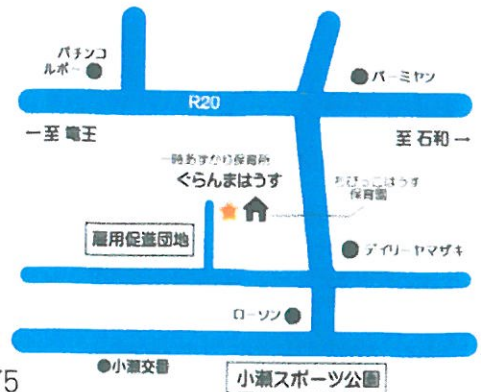 パチンコ
ルポー
バーミヤン
R20
←至 竜王
至 石和→
一時あずかり保育所
ぐらんまはうす
ちびっこはうす
保育園
雇用促進団地
デイリーヤマザキ
ローソン
小瀬交番
小瀬スポーツ公園
75